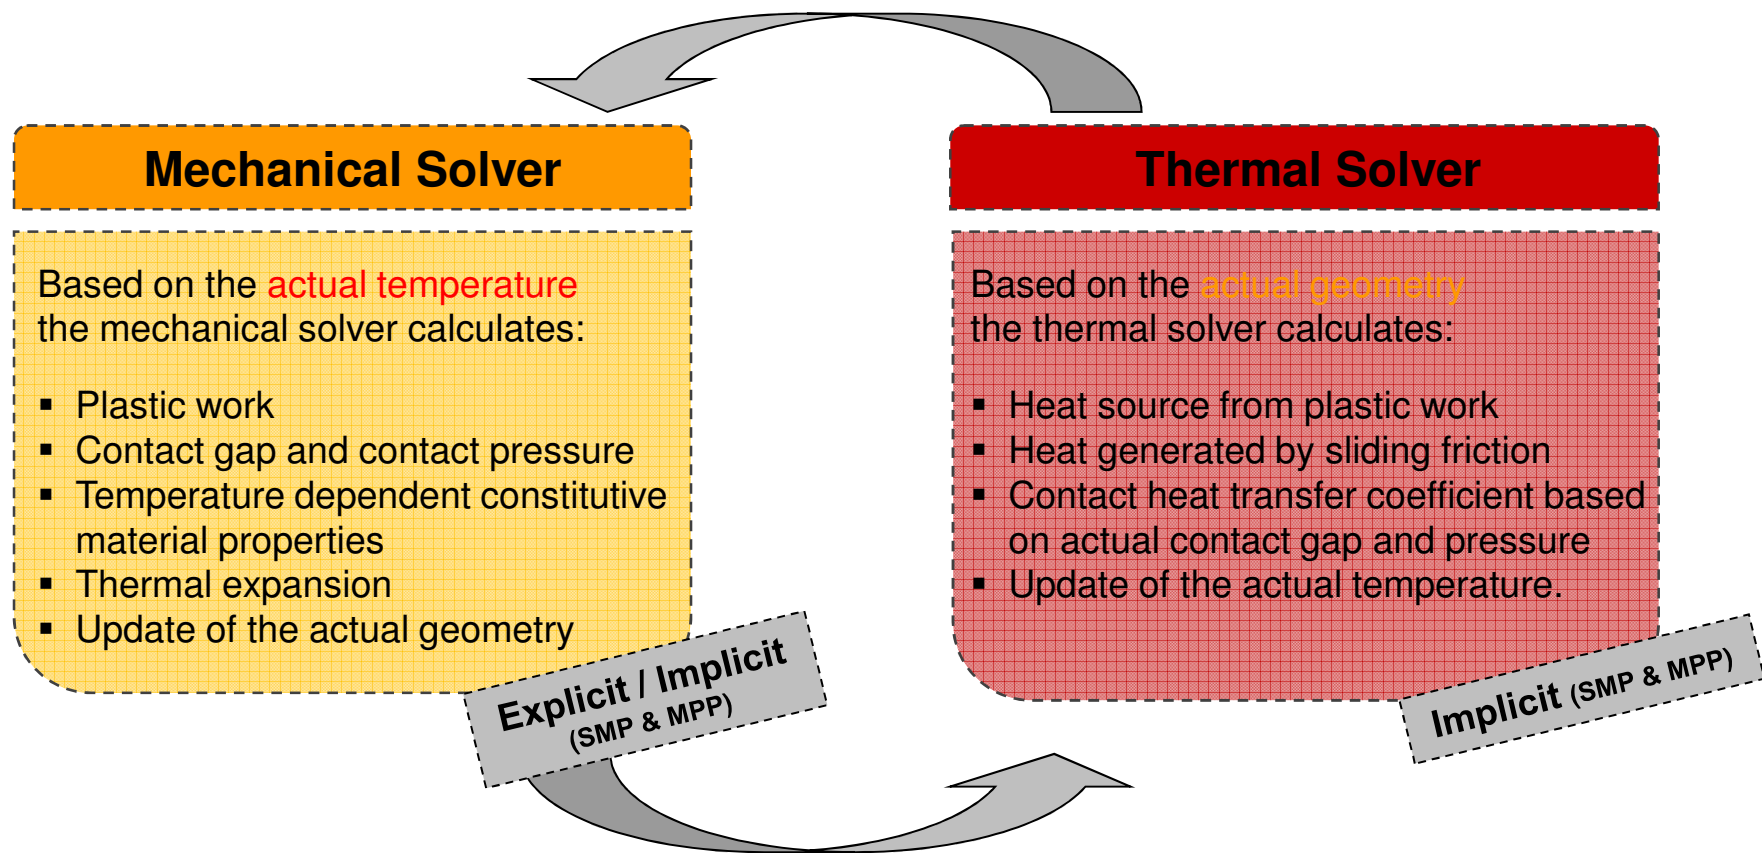 Mechanical Solver
Based on the actual temperature
the mechanical solver calculates:
▪ Plastic work
▪ Contact gap and contact pressure
▪ Temperature dependent constitutive
material properties
▪ Thermal expansion
▪ Update of the actual geometry
Explicit / Implicit
(SMP & MPP)
Thermal Solver
Based on the actual geometry
the thermal solver calculates:
▪ Heat source from plastic work
▪ Heat generated by sliding friction
▪ Contact heat transfer coefficient based
on actual contact gap and pressure
▪ Update of the actual temperature.
Implicit (SMP & MPP)